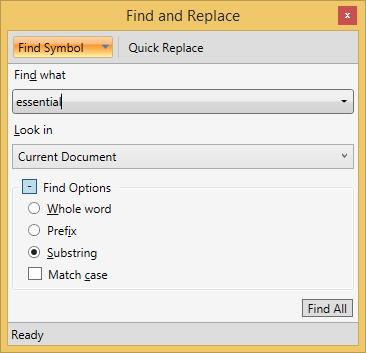 Find and Replace
x
Find Symbol Quick Replace
Find what
essential
Look in
Current Document
- Find Options
Whole word
Prefix
Substring
Match case
Find All
Ready